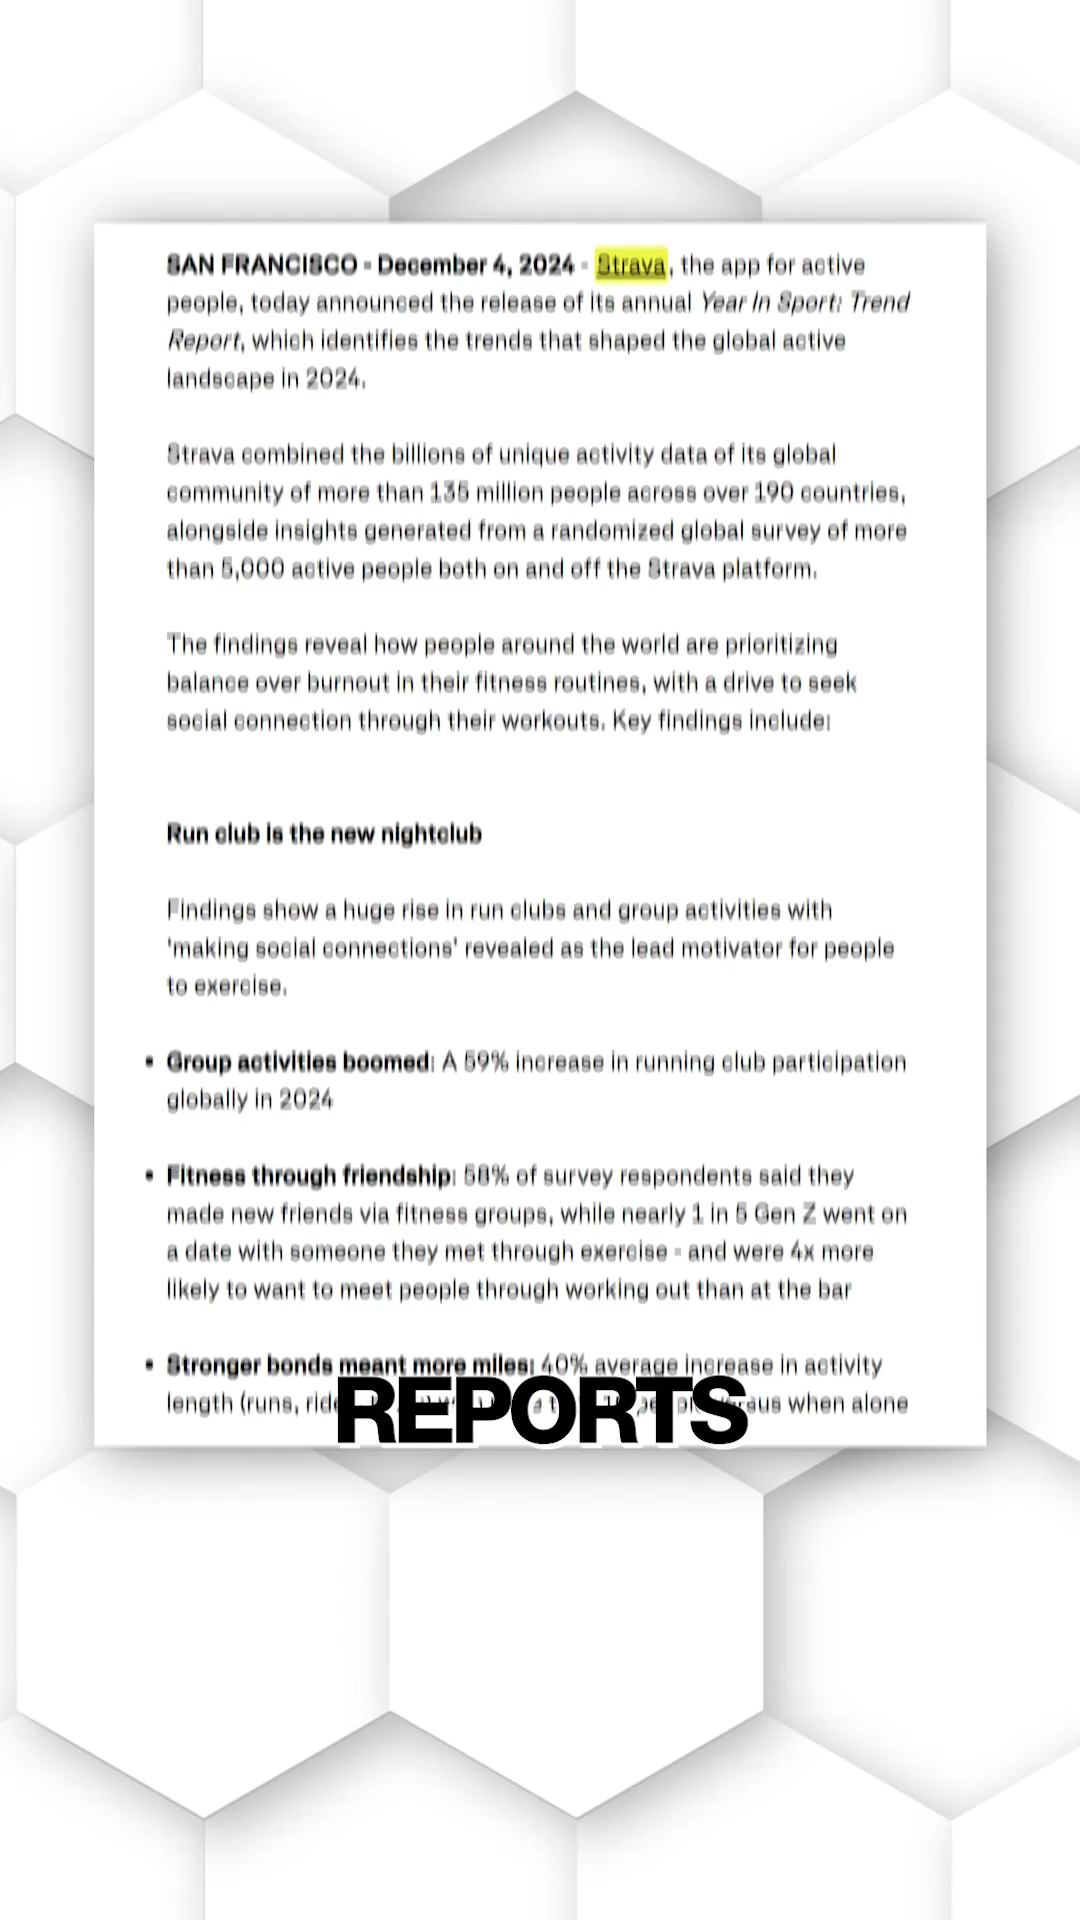 SAN FRANCISCO - December 4, 2024 - Strava, the app for active
people, today announced the release of its annual Year In Sport: Trend
Report, which identifies the trends that shaped the global active
landscape in 2024.
Strava combined the billions of unique activity data of its global
community of more than 135 million people across over 190 countries,
alongside insights generated from a randomized global survey of more
than 5,000 active people both on and off the Strava platform.
The findings reveal how people around the world are prioritizing
balance over burnout in their fitness routines, with a drive to seek
social connection through their workouts. Key findings include:
Run club is the new nightclub
Findings show a huge rise in run clubs and group activities with
'making social connections' revealed as the lead motivator for people
to exercise.
• Group activities boomed: A 59% increase in running club participation
globally in 2024
• Fitness through friendship: 58% of survey respondents said they
made new friends via fitness groups, while nearly 1 in 5 Gen Z went on
a date with someone they met through exercise - and were 4x more
likely to want to meet people through working out than at the bar
• Stronger bonds meant more miles: 40% average increase in activity
length (runs, when alone
REPORTS